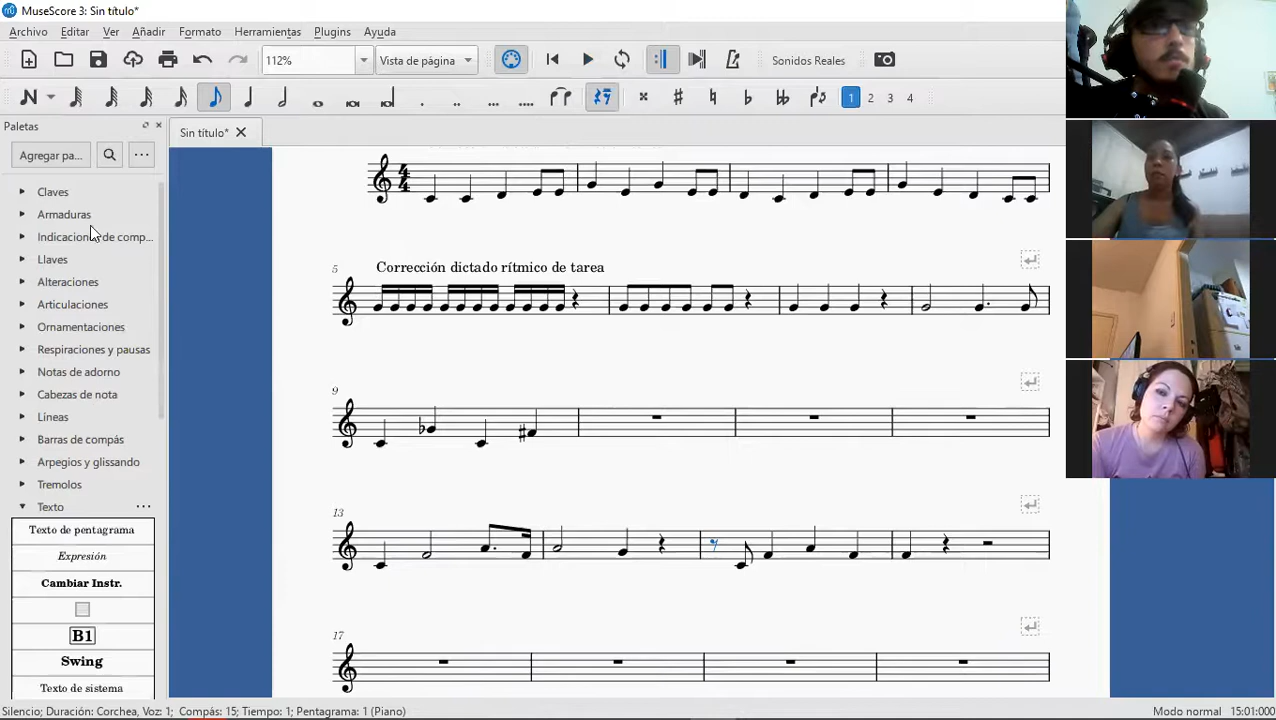 MuseScore 3: Sin título*
Archivo Editar Ver Añadir Formato Herramientas Plugins Ayuda
112% Vista de página Sonidos Reales
1 2 3 4
Paletas
Sin título*
Agregar pa...
Claves
Armaduras
Indicaciones de comp...
Llaves
Alteraciones
Articulaciones
Ornamentaciones
Respiraciones y pausas
Notas de adorno
Cabezas de nota
Líneas
Barras de compás
Arpegios y glissando
Tremolos
Texto
Texto de pentagrama
Expresión
Cambiar Instr.
B1
Swing
Texto de sistema
4
4
5
Corrección dictado rítmico de tarea
9
13
17
Silencio; Duración: Corchea, Voz: 1; Compás: 15; Tiempo: 1; Pentagrama: 1 (Piano)
Modo normal 15:01:000